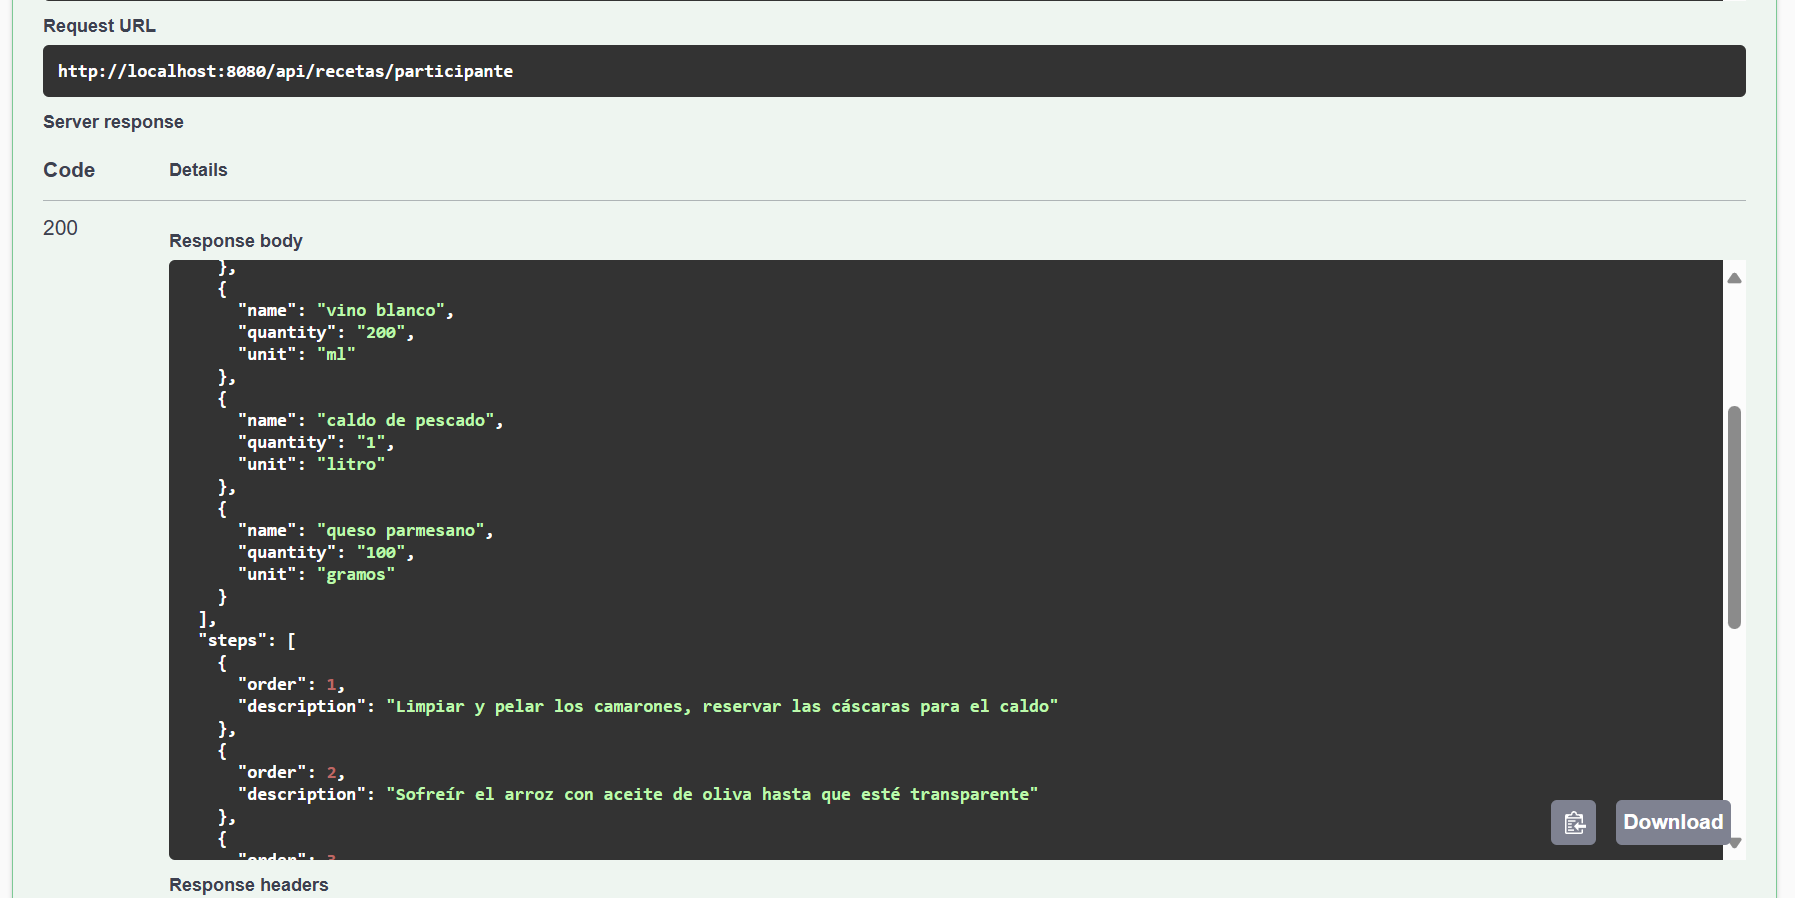 Request URL
http://localhost:8080/api/recetas/participante
Server response
Code Details
200
Response body
},
{
"name": "vino blanco",
"quantity": "200",
"unit": "ml"
},
{
"name": "caldo de pescado",
"quantity": "1",
"unit": "litro"
},
{
"name": "queso parmesano",
"quantity": "100",
"unit": "gramos"
}
],
"steps": [
{
"order": 1,
"description": "Limpiar y pelar los camarones, reservar las cáscaras para el caldo"
},
{
"order": 2,
"description": "Sofreír el arroz con aceite de oliva hasta que esté transparente"
},
{
"order": 3
Download
Response headers